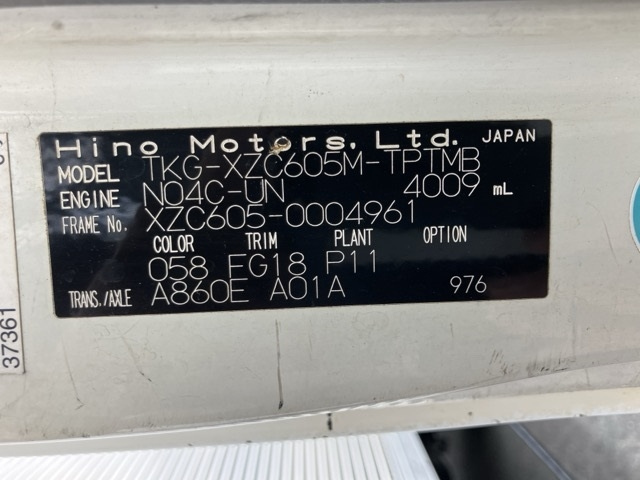 Hino Motors, Ltd. JAPAN
MODEL TKG-XZC605M-TPTMB
ENGINE N04C-UN 4009 mL
FRAME No. XZC605-0004961
COLOR TRIM PLANT OPTION
058 FG18 P11
TRANS./AXLE A860E A01A 976
37361